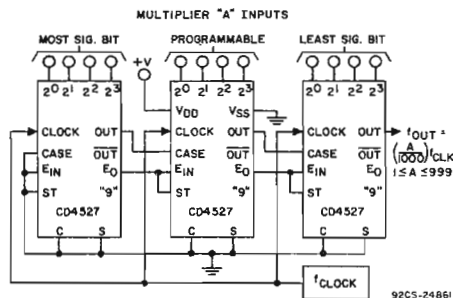 MULTIPLIER "A" INPUTS
MOST SIG. BIT
PROGRAMMABLE
LEAST SIG. BIT
+V
2⁰ 2¹ 2² 2³
2⁰ 2¹ 2² 2³
2⁰ 2¹ 2² 2³
VDD VSS
CLOCK OUT
CLOCK OUT
CLOCK OUT
fOUT =
(A/1000) fCLK
1 ≤ A ≤ 999
CASE OUT
CASE OUT
CASE OUT
EIN EO
EIN EO
EIN EO
ST "9"
ST "9"
ST "9"
CD4527
CD4527
CD4527
C S
C S
C S
fCLOCK
92CS-24861